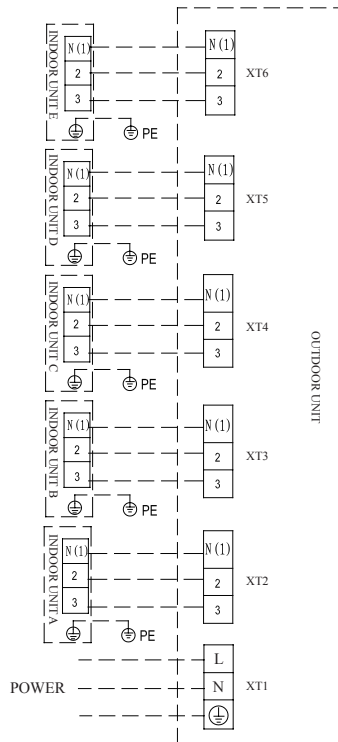 INDOOR UNIT E
N(1)
2
3
PE
N(1)
2
3
XT6
INDOOR UNIT D
N(1)
2
3
PE
N(1)
2
3
XT5
INDOOR UNIT C
N(1)
2
3
PE
N(1)
2
3
XT4
INDOOR UNIT B
N(1)
2
3
PE
N(1)
2
3
XT3
INDOOR UNIT A
N(1)
2
3
PE
N(1)
2
3
XT2
OUTDOOR UNIT
POWER
L
N
XT1